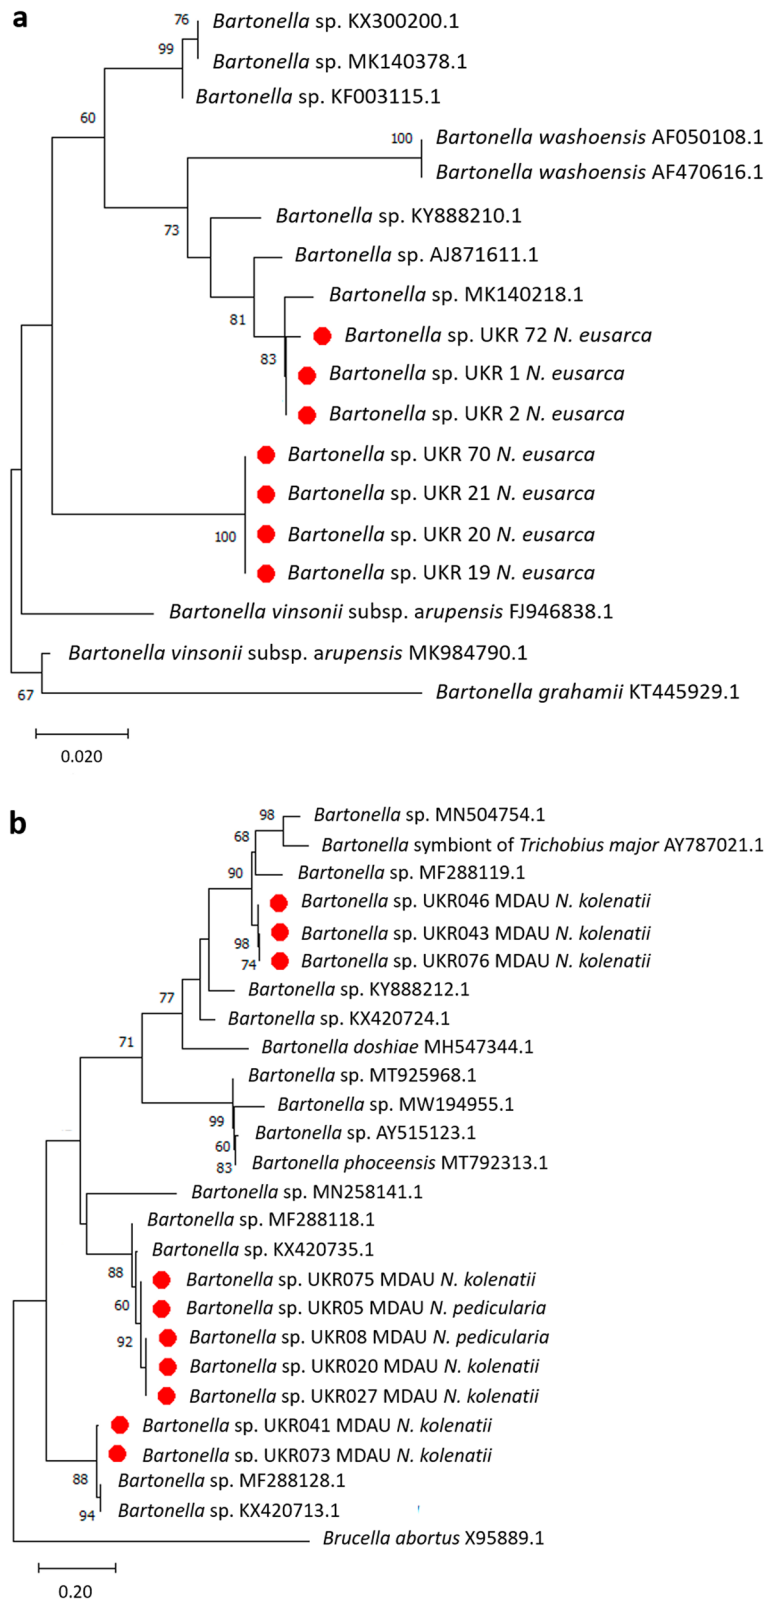 a
76
Bartonella sp. KX300200.1
99
Bartonella sp. MK140378.1
Bartonella sp. KF003115.1
60
100
Bartonella washoensis AF050108.1
Bartonella washoensis AF470616.1
73
Bartonella sp. KY888210.1
Bartonella sp. AJ871611.1
Bartonella sp. MK140218.1
81
Bartonella sp. UKR 72 N. eusarca
83
Bartonella sp. UKR 1 N. eusarca
Bartonella sp. UKR 2 N. eusarca
Bartonella sp. UKR 70 N. eusarca
Bartonella sp. UKR 21 N. eusarca
100
Bartonella sp. UKR 20 N. eusarca
Bartonella sp. UKR 19 N. eusarca
Bartonella vinsonii subsp. arupensis FJ946838.1
Bartonella vinsonii subsp. arupensis MK984790.1
67
Bartonella grahamii KT445929.1
0.020
b
98
Bartonella sp. MN504754.1
68
Bartonella symbiont of Trichobius major AY787021.1
90
Bartonella sp. MF288119.1
Bartonella sp. UKR046 MDAU N. kolenatii
98
Bartonella sp. UKR043 MDAU N. kolenatii
74
Bartonella sp. UKR076 MDAU N. kolenatii
Bartonella sp. KY888212.1
77
Bartonella sp. KX420724.1
71
Bartonella doshiae MH547344.1
Bartonella sp. MT925968.1
Bartonella sp. MW194955.1
99
Bartonella sp. AY515123.1
60
83
Bartonella phoceensis MT792313.1
Bartonella sp. MN258141.1
Bartonella sp. MF288118.1
Bartonella sp. KX420735.1
88
Bartonella sp. UKR075 MDAU N. kolenatii
60
Bartonella sp. UKR05 MDAU N. pedicularia
92
Bartonella sp. UKR08 MDAU N. pedicularia
Bartonella sp. UKR020 MDAU N. kolenatii
Bartonella sp. UKR027 MDAU N. kolenatii
Bartonella sp. UKR041 MDAU N. kolenatii
Bartonella sp. UKR073 MDAU N. kolenatii
88
Bartonella sp. MF288128.1
94
Bartonella sp. KX420713.1
Brucella abortus X95889.1
0.20